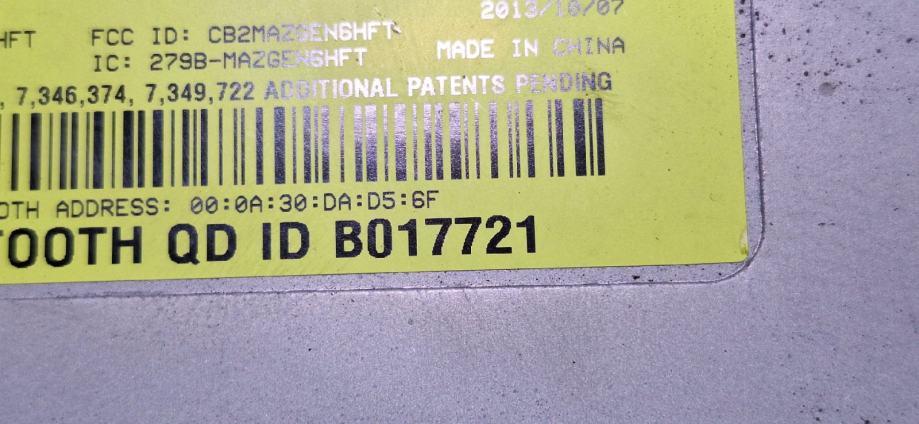 2013/10/07
HFT FCC ID: CB2MAZGEN6HFT
IC: 279B-MAZGEN6HFT MADE IN CHINA
, 7,346,374, 7,349,722 ADDITIONAL PATENTS PENDING
OTH ADDRESS: 00:0A:30:DA:D5:6F
TOOTH QD ID B017721